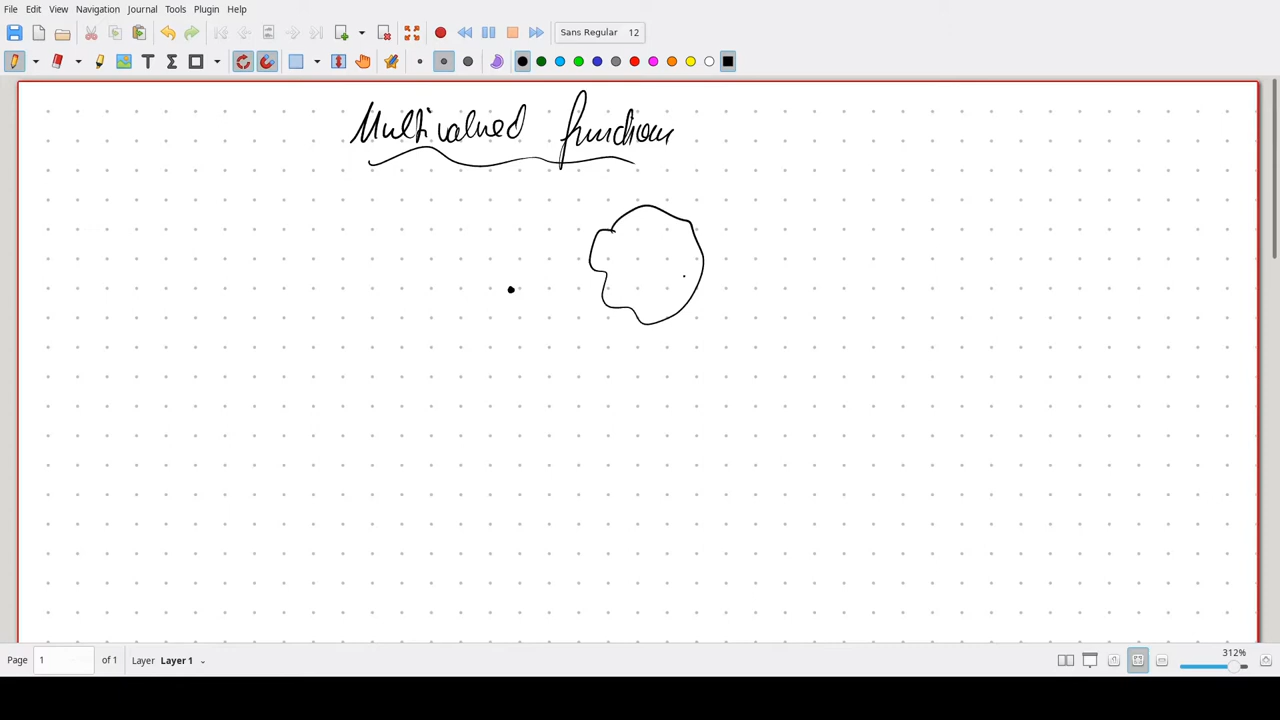 File Edit View Navigation Journal Tools Plugin Help
Sans Regular 12
Multivalued functions
Page 1 of 1 Layer Layer 1 312%